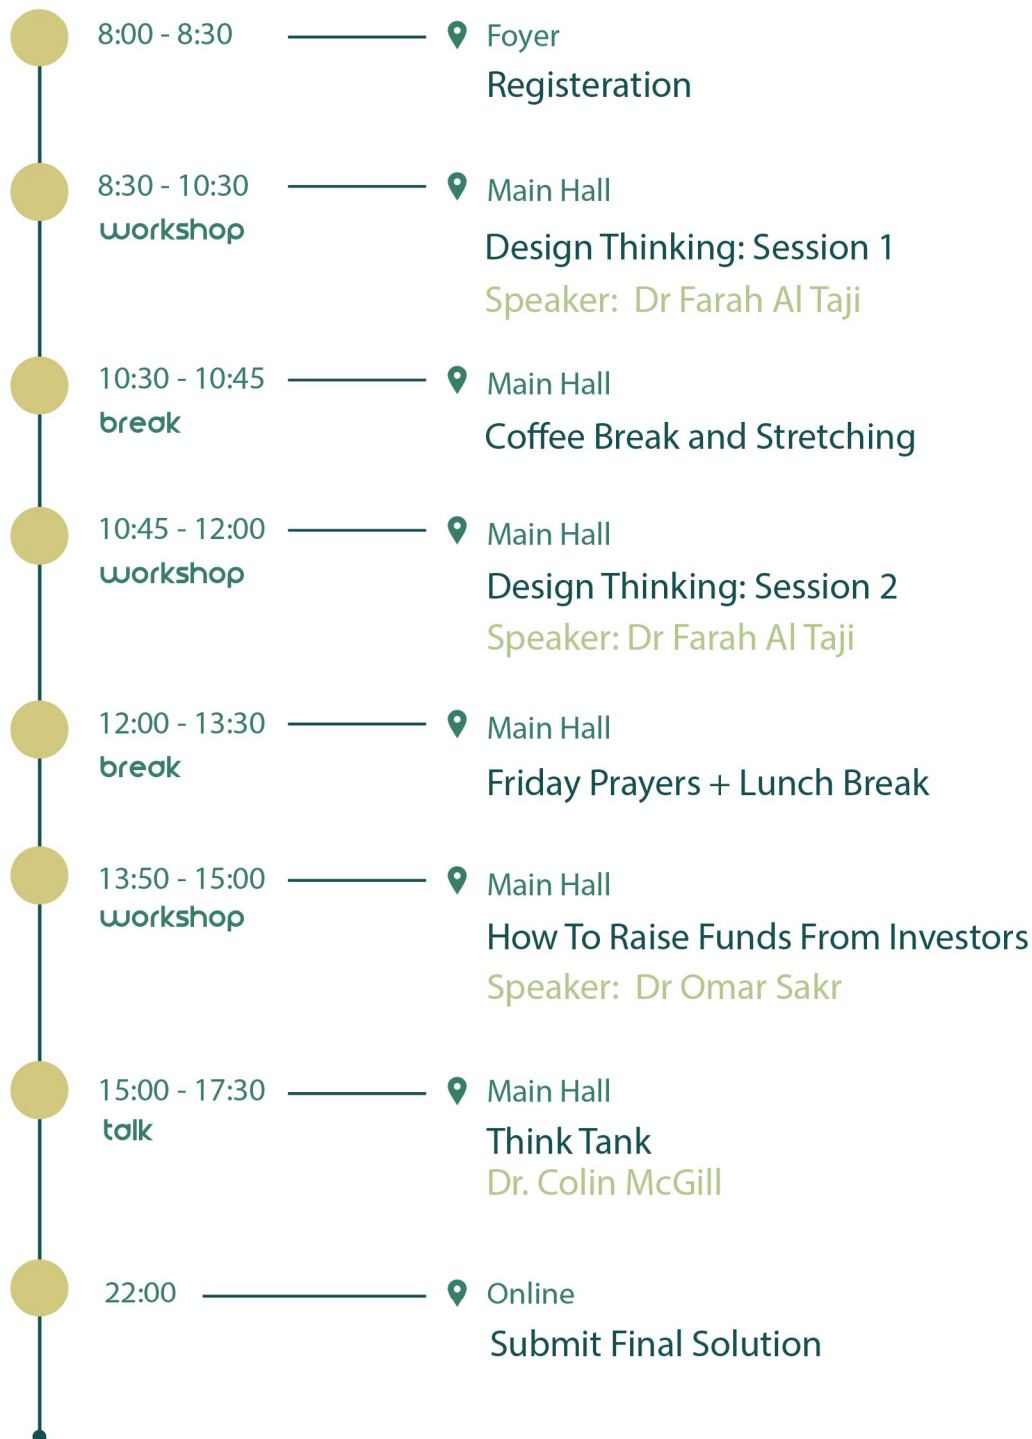 8:00 - 8:30
Foyer
Registeration
8:30 - 10:30
Main Hall
workshop
Design Thinking: Session 1
Speaker: Dr Farah Al Taji
10:30 - 10:45
Main Hall
break
Coffee Break and Stretching
10:45 - 12:00
Main Hall
workshop
Design Thinking: Session 2
Speaker: Dr Farah Al Taji
12:00 - 13:30
Main Hall
break
Friday Prayers + Lunch Break
13:50 - 15:00
Main Hall
workshop
How To Raise Funds From Investors
Speaker: Dr Omar Sakr
15:00 - 17:30
Main Hall
talk
Think Tank
Dr. Colin McGill
22:00
Online
Submit Final Solution